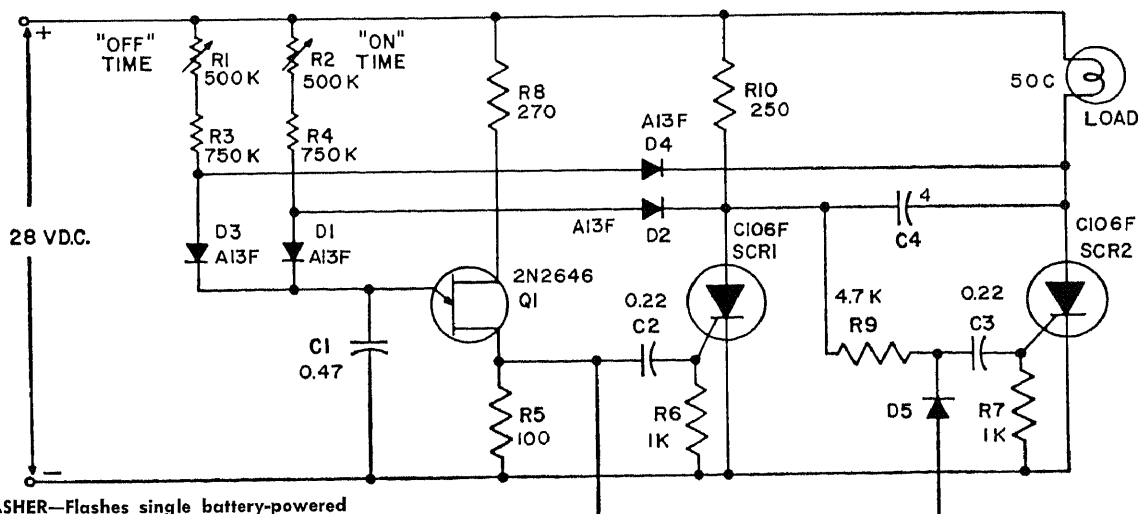 +
"OFF"
TIME
R1
500K
R2
500K
"ON"
TIME
R8
270
R10
250
50C
LOAD
R3
750K
R4
750K
A13F
D4
28 V.D.C.
D3
A13F
D1
A13F
A13F
D2
4
C4
C106F
SCR1
C106F
SCR2
2N2646
Q1
4.7K
R9
0.22
C2
0.22
C3
C1
0.47
R5
100
R6
1K
D5
R7
1K
−
ASHER—Flashes single battery-powered